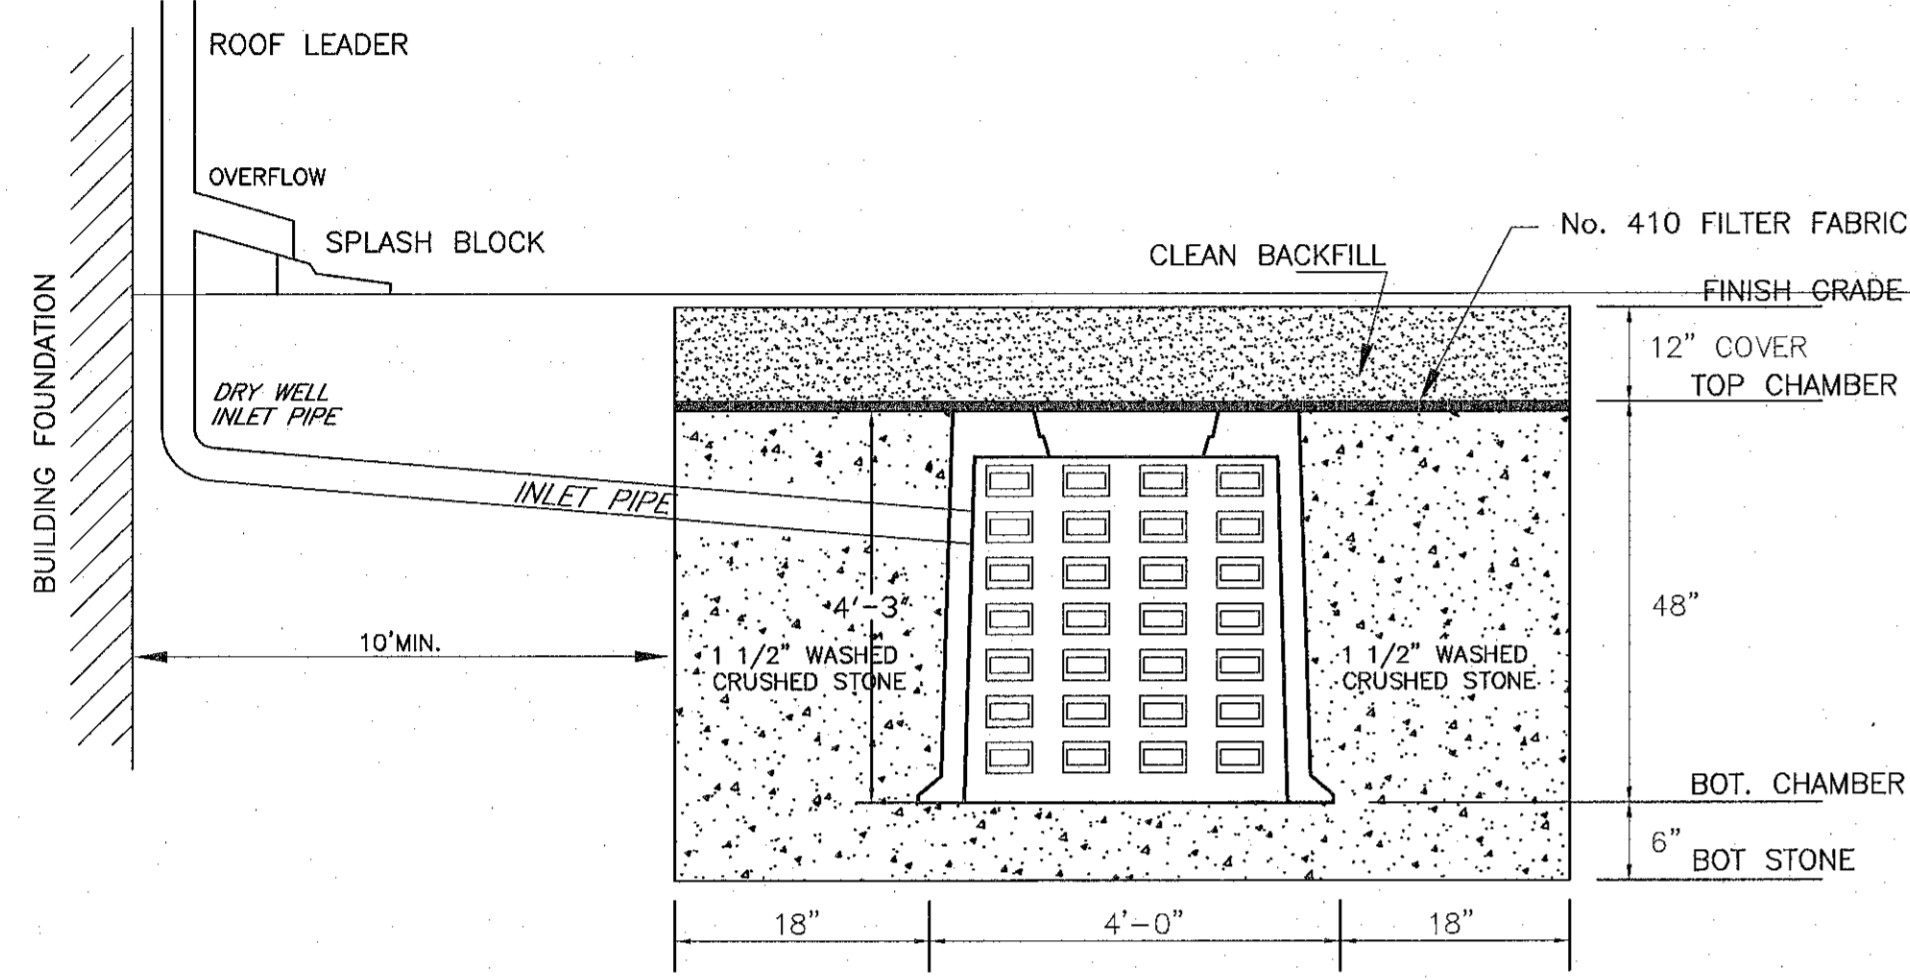 ROOF LEADER
OVERFLOW
SPLASH BLOCK
No. 410 FILTER FABRIC
CLEAN BACKFILL
FINISH GRADE
BUILDING FOUNDATION
12" COVER
TOP CHAMBER
DRY WELL
INLET PIPE
INLET PIPE
4'-3"
48"
10'MIN.
1 1/2" WASHED
CRUSHED STONE
1 1/2" WASHED
CRUSHED STONE
BOT. CHAMBER
6"
BOT STONE
18"
4'-0"
18"